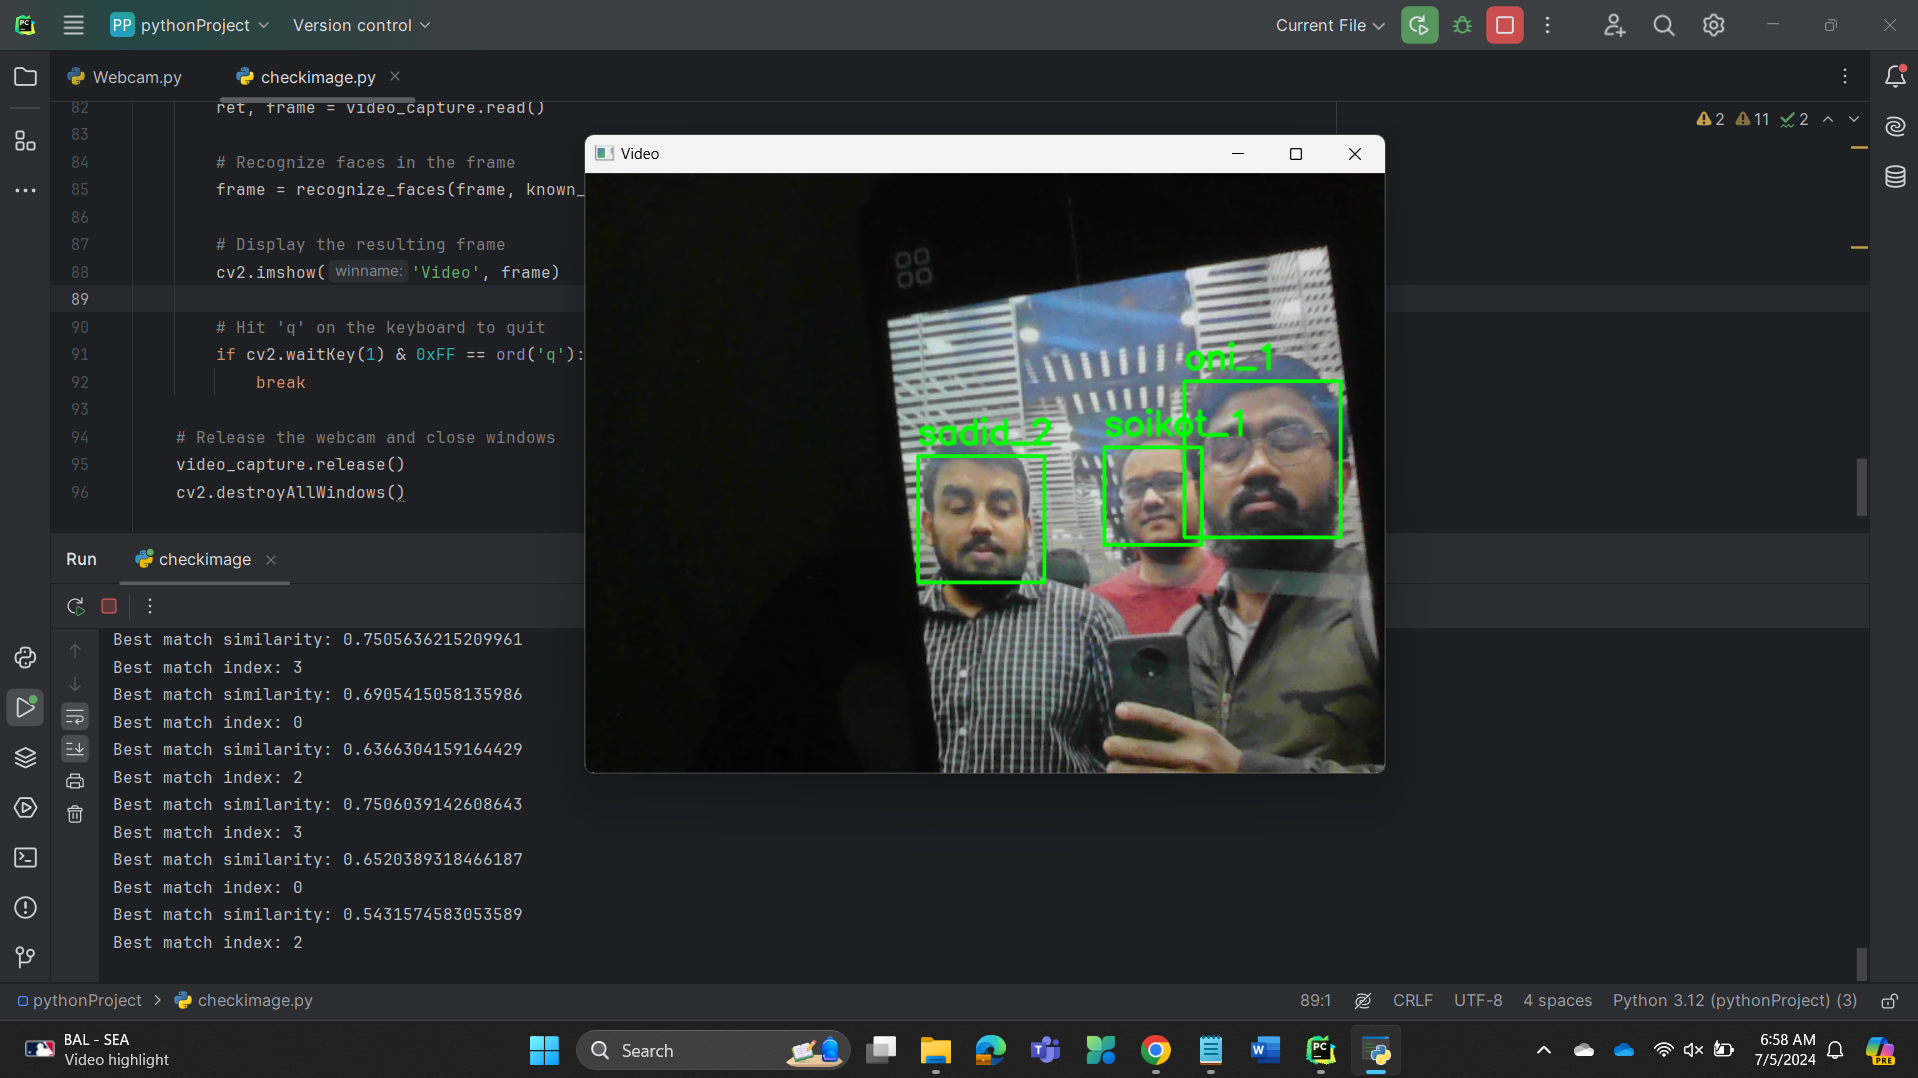 PP pythonProject Version control Current File
Webcam.py checkimage.py
2 11 2
82 ret, frame = video_capture.read()
83
84 # Recognize faces in the frame
85 frame = recognize_faces(frame, known_
86
87 # Display the resulting frame
88 cv2.imshow( winname: 'Video', frame)
89
90 # Hit 'q' on the keyboard to quit
91 if cv2.waitKey(1) & 0xFF == ord('q'):
92 break
93
94 # Release the webcam and close windows
95 video_capture.release()
96 cv2.destroyAllWindows()
Video
oni_1
soikot_1
sadid_2
Run checkimage
Best match similarity: 0.7505636215209961
Best match index: 3
Best match similarity: 0.6905415058135986
Best match index: 0
Best match similarity: 0.6366304159164429
Best match index: 2
Best match similarity: 0.7506039142608643
Best match index: 3
Best match similarity: 0.6520389318466187
Best match index: 0
Best match similarity: 0.5431574583053589
Best match index: 2
pythonProject > checkimage.py 89:1 CRLF UTF-8 4 spaces Python 3.12 (pythonProject) (3)
BAL - SEA
Video highlight
Search
6:58 AM
7/5/2024
PRE